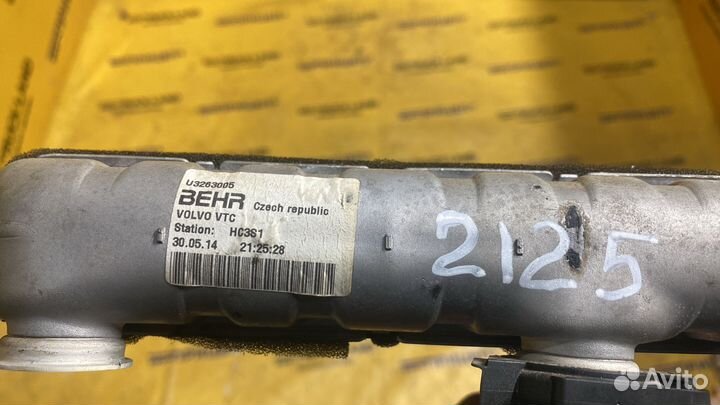 U3263005
BEHR Czech republic
VOLVO VTC
Station: HC3S1
30.05.14 21:25:28
2125
Avito